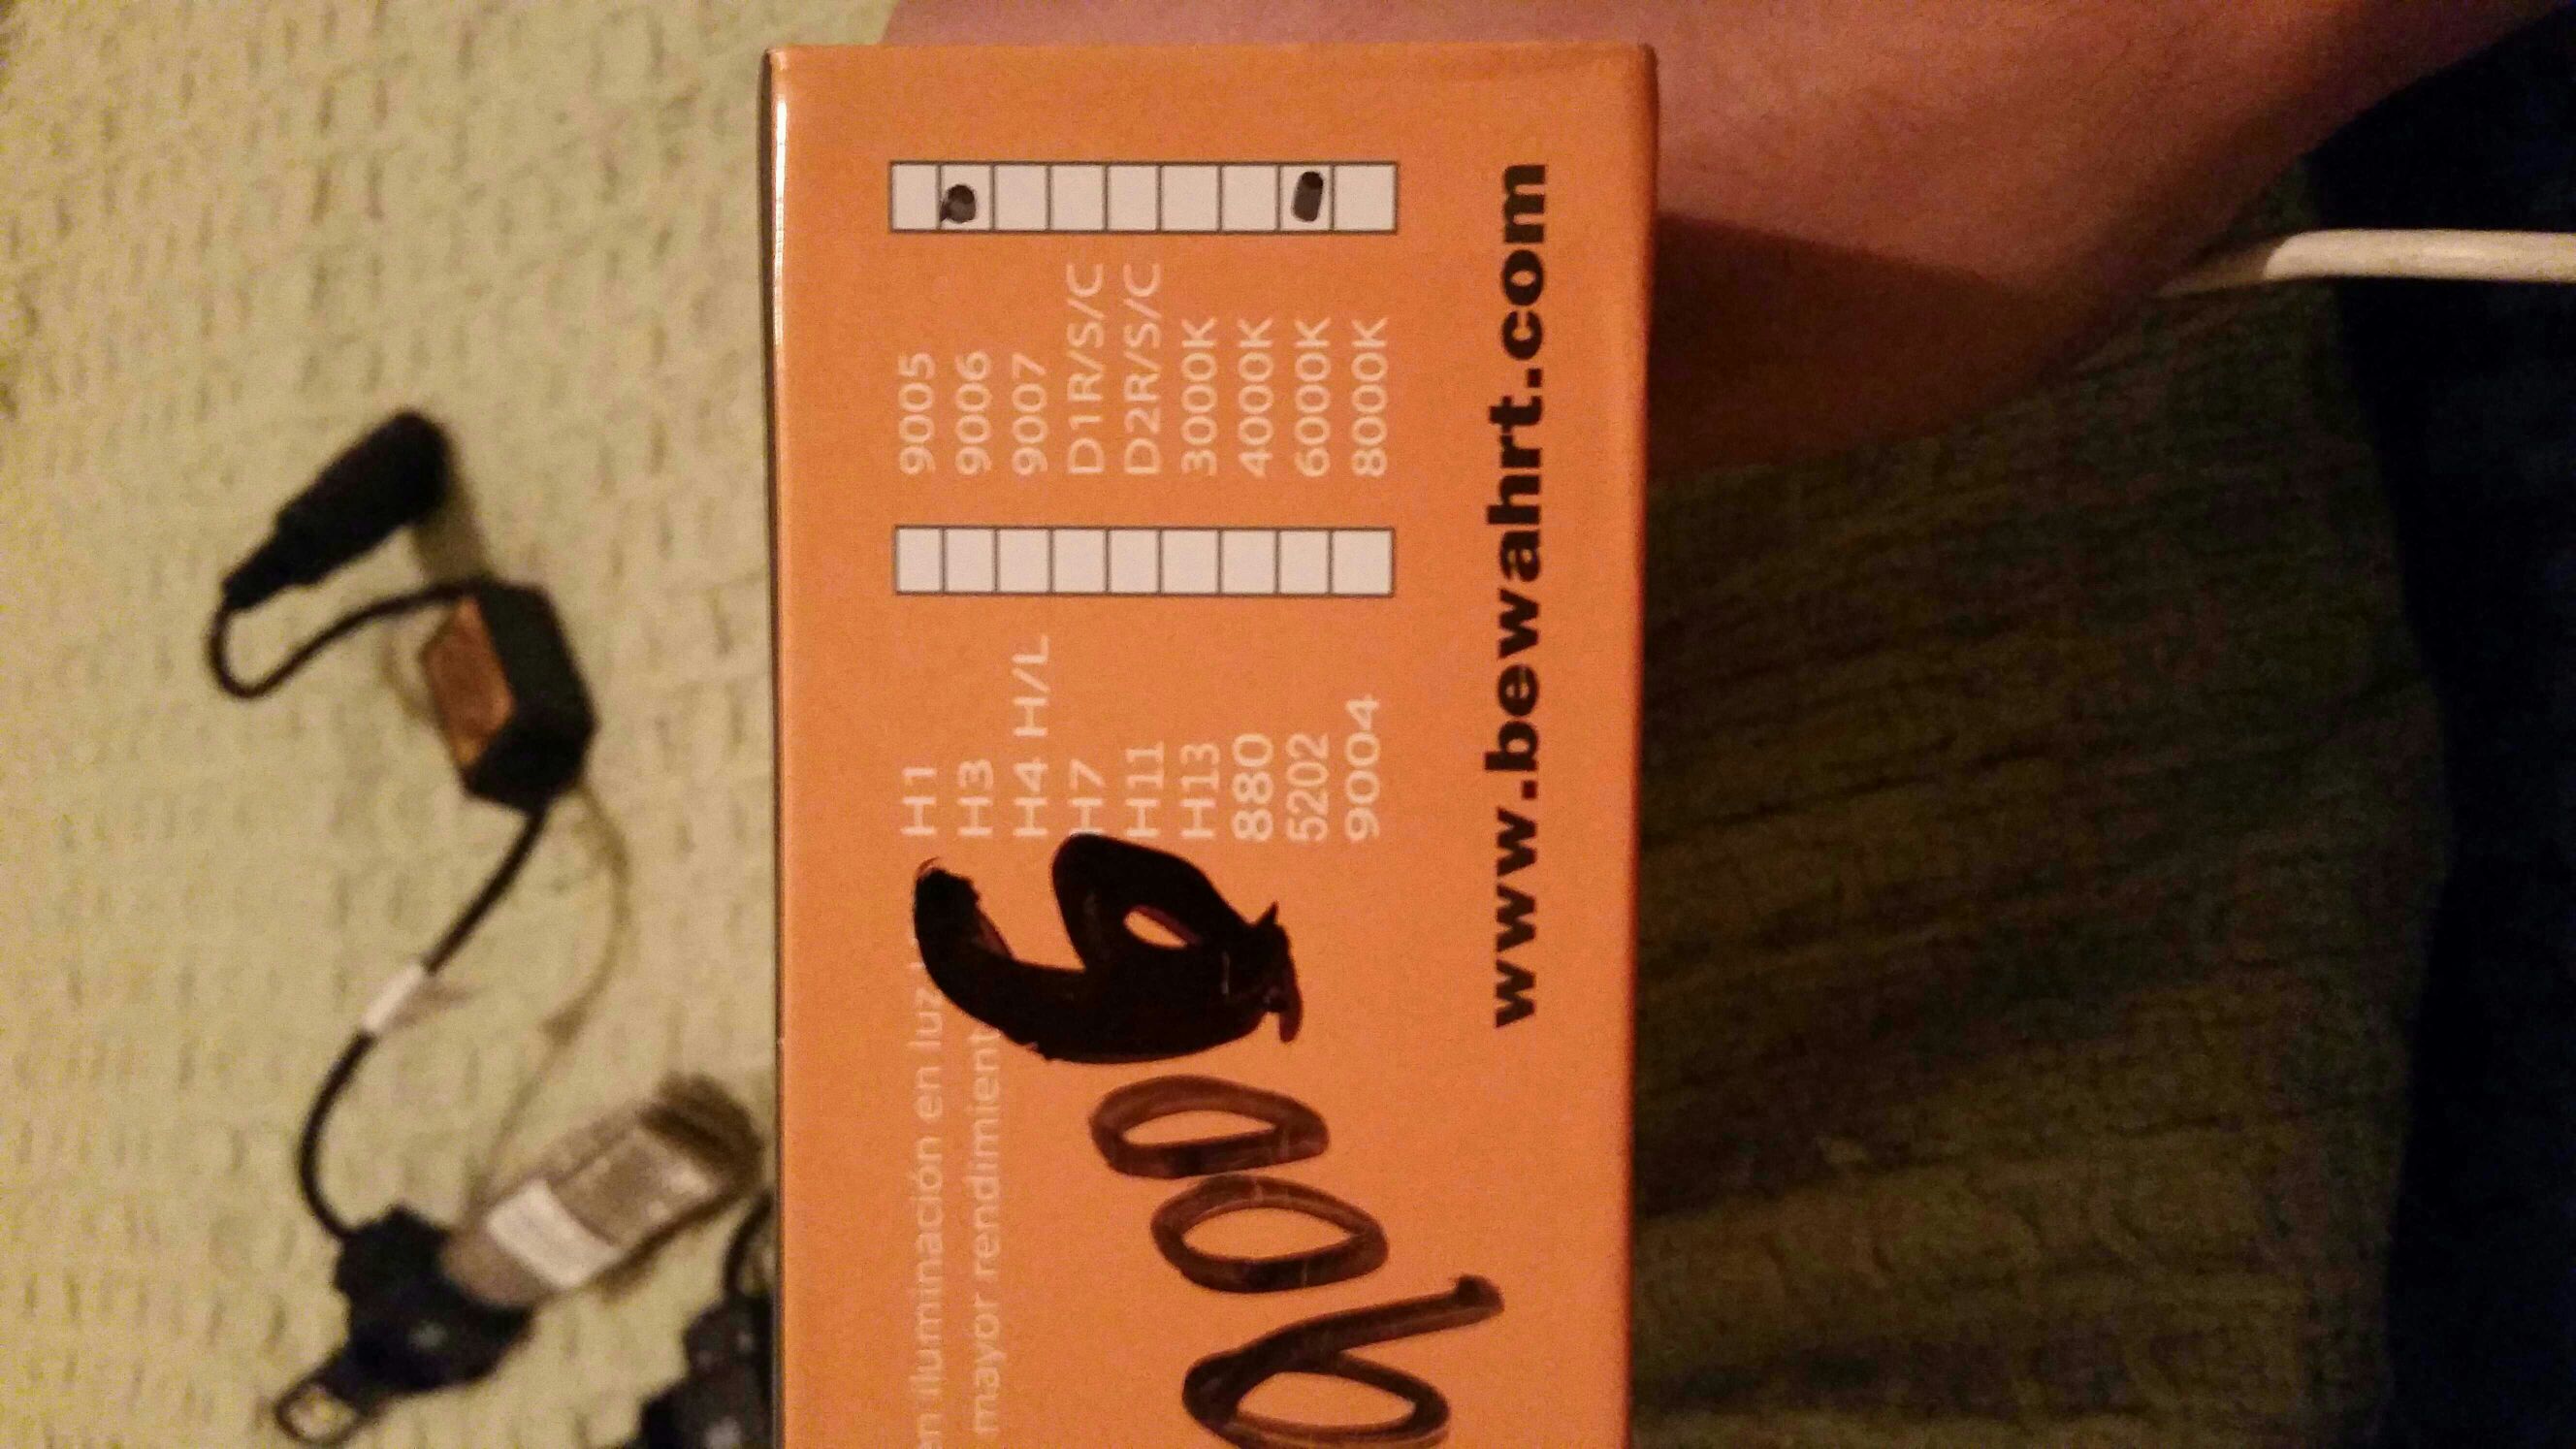 en iluminación en luz
mayor rendimient
H1 9005
H3 9006
H4 H/L 9007
H7 D1R/S/C
H11 D2R/S/C
H13 3000K
880 4000K
5202 6000K
9004 8000K
9006
www.bewahrt.com